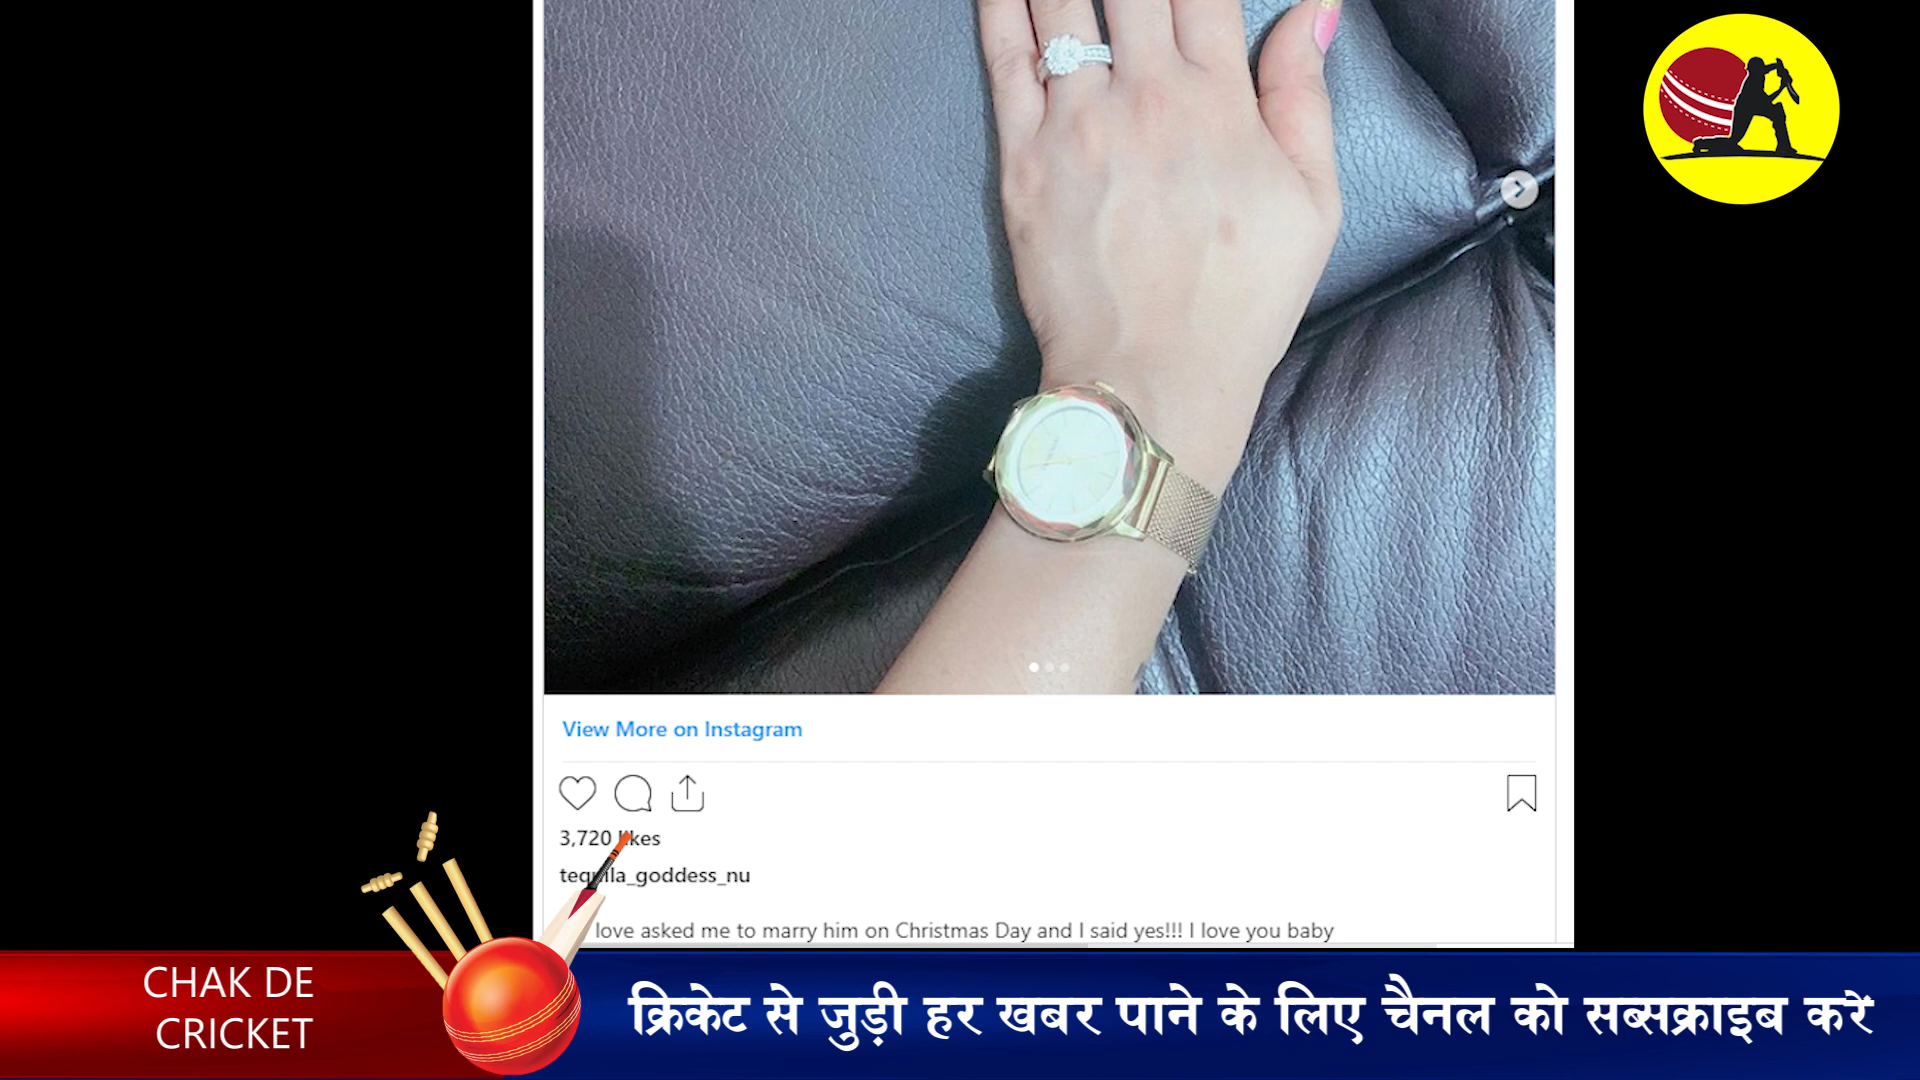 View More on Instagram
3,720 likes
tequila_goddess_nu
love asked me to marry him on Christmas Day and I said yes!!! I love you baby
CHAK DE
CRICKET
क्रिकेट से जुड़ी हर खबर पाने के लिए चैनल को सब्सक्राइब करें